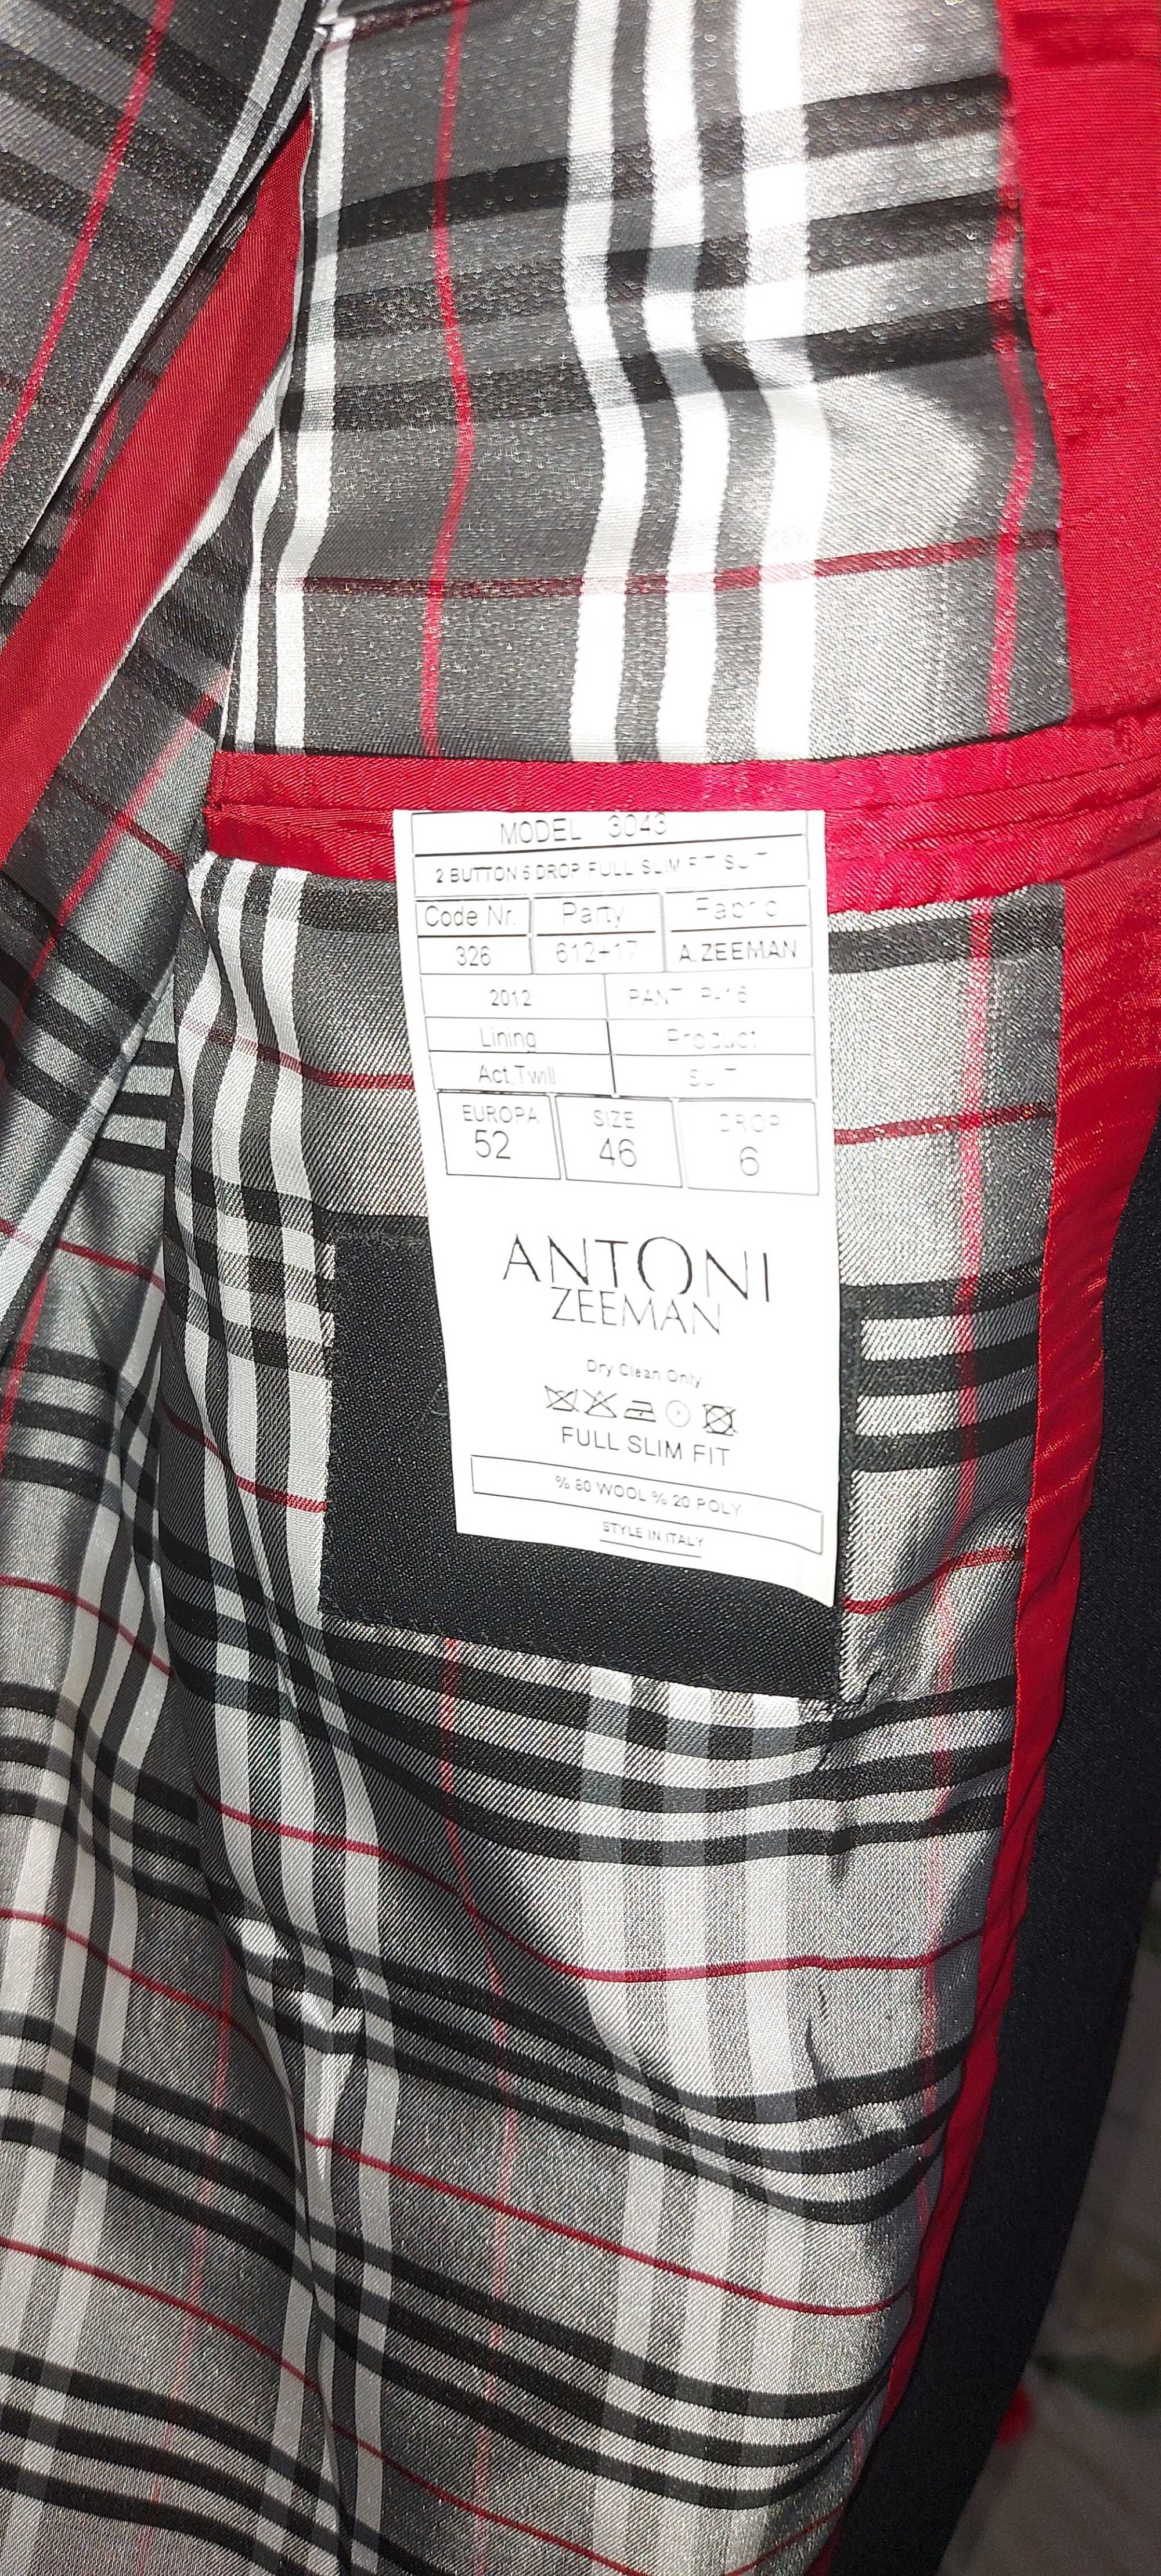 MODEL : 3043
2 BUTTON 6 DROP FULL SLIM FIT SUIT
Code Nr. Party Fabric
326 612+17 A.ZEEMAN
2012 PANT P-16
Lining Product
Act.Twill SUIT
EUROPA SIZE DROP
52 46 6
ANTONI
ZEEMAN
Dry Clean Only
FULL SLIM FIT
% 80 WOOL % 20 POLY
STYLE IN ITALY